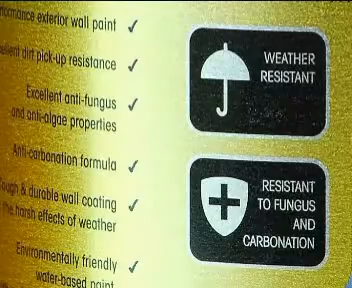 exterior wall paint
dirt pick-up resistance
Excellent anti-fungus
and anti-algae properties
Anti-carbonation formula
& durable wall coating
the harsh effects of weather
Environmentally friendly
water-based paint
WEATHER
RESISTANT
RESISTANT
TO FUNGUS
AND
CARBONATION